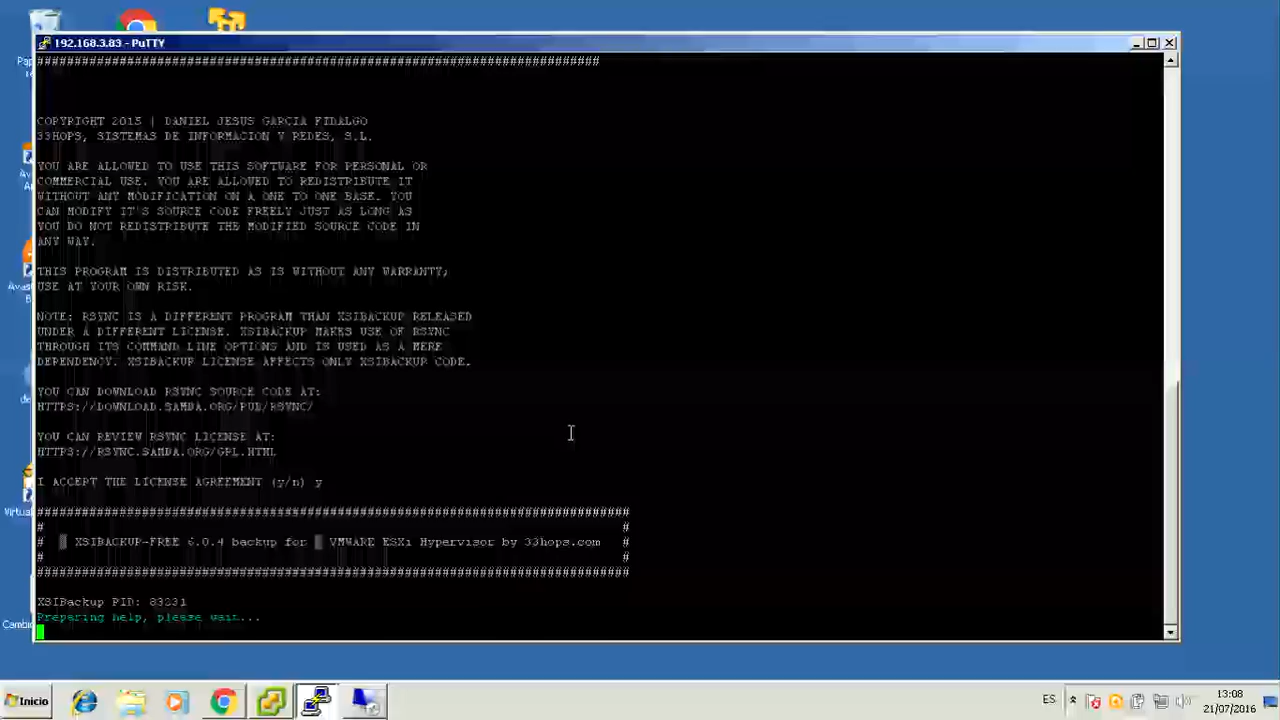 192.168.3.83 - PuTTY
###########################################################################
COPYRIGHT 2015 | DANIEL JESUS GARCIA FIDALGO
33HOPS, SISTEMAS DE INFORMACION Y REDES, S.L.
YOU ARE ALLOWED TO USE THIS SOFTWARE FOR PERSONAL OR
COMMERCIAL USE. YOU ARE ALLOWED TO REDISTRIBUTE IT
WITHOUT ANY MODIFICATION ON A ONE TO ONE BASE. YOU
CAN MODIFY IT'S SOURCE CODE FREELY JUST AS LONG AS
YOU DO NOT REDISTRIBUTE THE MODIFIED SOURCE CODE IN
ANY WAY.
THIS PROGRAM IS DISTRIBUTED AS IS WITHOUT ANY WARRANTY;
USE AT YOUR OWN RISK.
NOTE: RSYNC IS A DIFFERENT PROGRAM THAN XSIBACKUP RELEASED
UNDER A DIFFERENT LICENSE. XSIBACKUP MAKES USE OF RSYNC
THROUGH ITS COMMAND LINE OPTIONS AND IS USED AS A MERE
DEPENDENCY. XSIBACKUP LICENSE AFFECTS ONLY XSIBACKUP CODE.
YOU CAN DOWNLOAD RSYNC SOURCE CODE AT:
HTTPS://DOWNLOAD.SAMBA.ORG/PUB/RSYNC/
YOU CAN REVIEW RSYNC LICENSE AT:
HTTPS://RSYNC.SAMBA.ORG/GPL.HTML
I ACCEPT THE LICENSE AGREEMENT (y/n) y
###############################################################################
# #
# XSIBACKUP-FREE 6.0.4 backup for VMWARE ESXi Hypervisor by 33hops.com #
# #
###############################################################################
XSIBackup PID: 83231
Preparing help, please wait...
Inicio
ES
13:08
21/07/2016